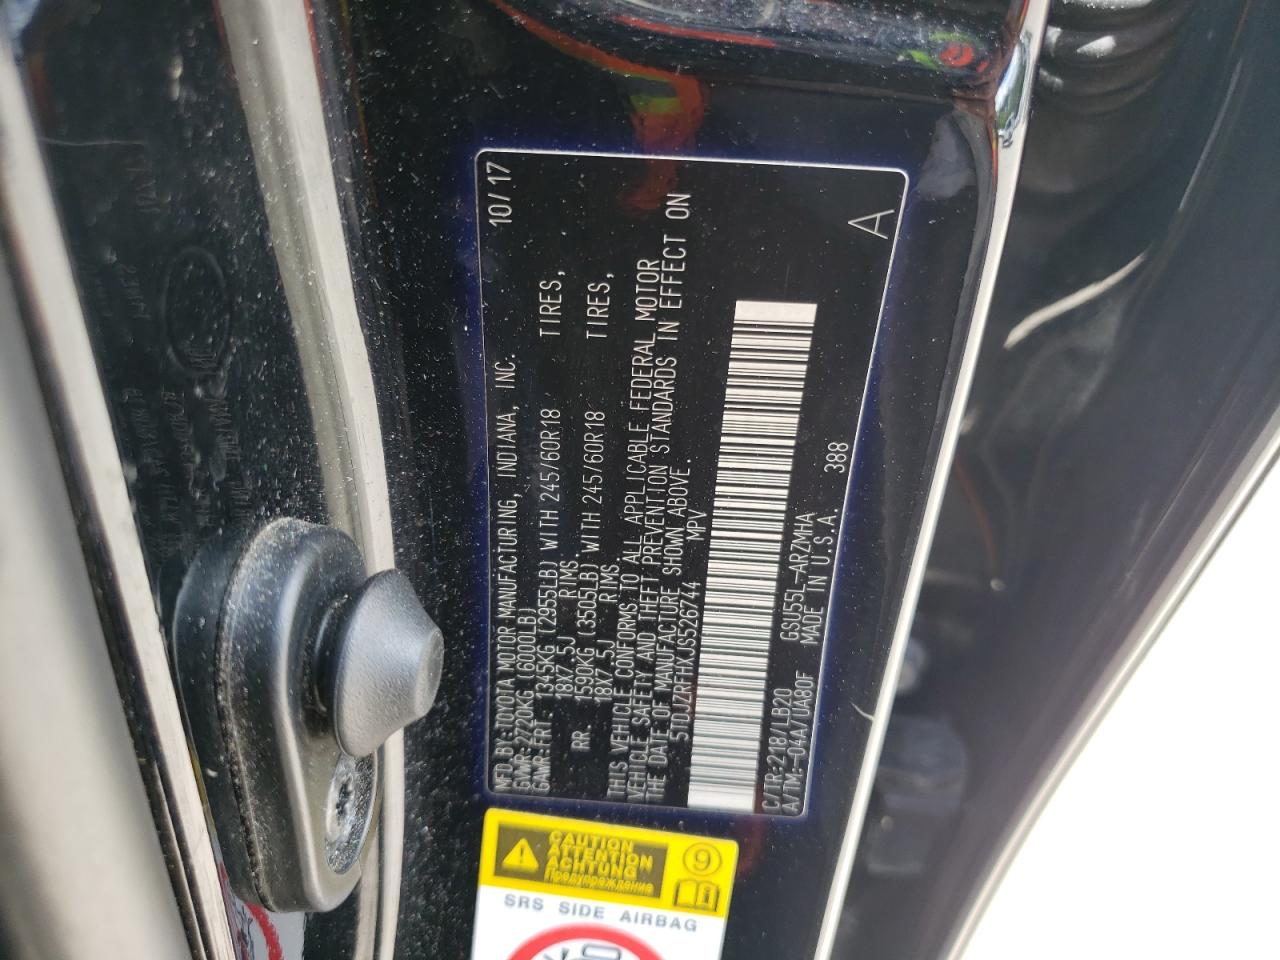 MFD.BY:TOYOTA MOTOR MANUFACTURING, INDIANA, INC. 10/17
GVWR:2720KG(6000LB)
GAWR:FRT. 1345KG (2955LB) WITH 245/60R18 TIRES,
18X7.5J RIMS
RR. 1590KG (3505LB) WITH 245/60R18 TIRES,
18X7.5J RIMS
THIS VEHICLE CONFORMS TO ALL APPLICABLE FEDERAL MOTOR
VEHICLE SAFETY AND THEFT PREVENTION STANDARDS IN EFFECT ON
THE DATE OF MANUFACTURE SHOWN ABOVE.
5TDJZRFHXJS526744 MPV
C/TR:218/LB20 GSU55L-ARZMHA
A/TM:-04A/UA80F MADE IN U.S.A. 388
A
CAUTION
ATTENTION
ACHTUNG
Предупреждение
9
SRS SIDE AIRBAG